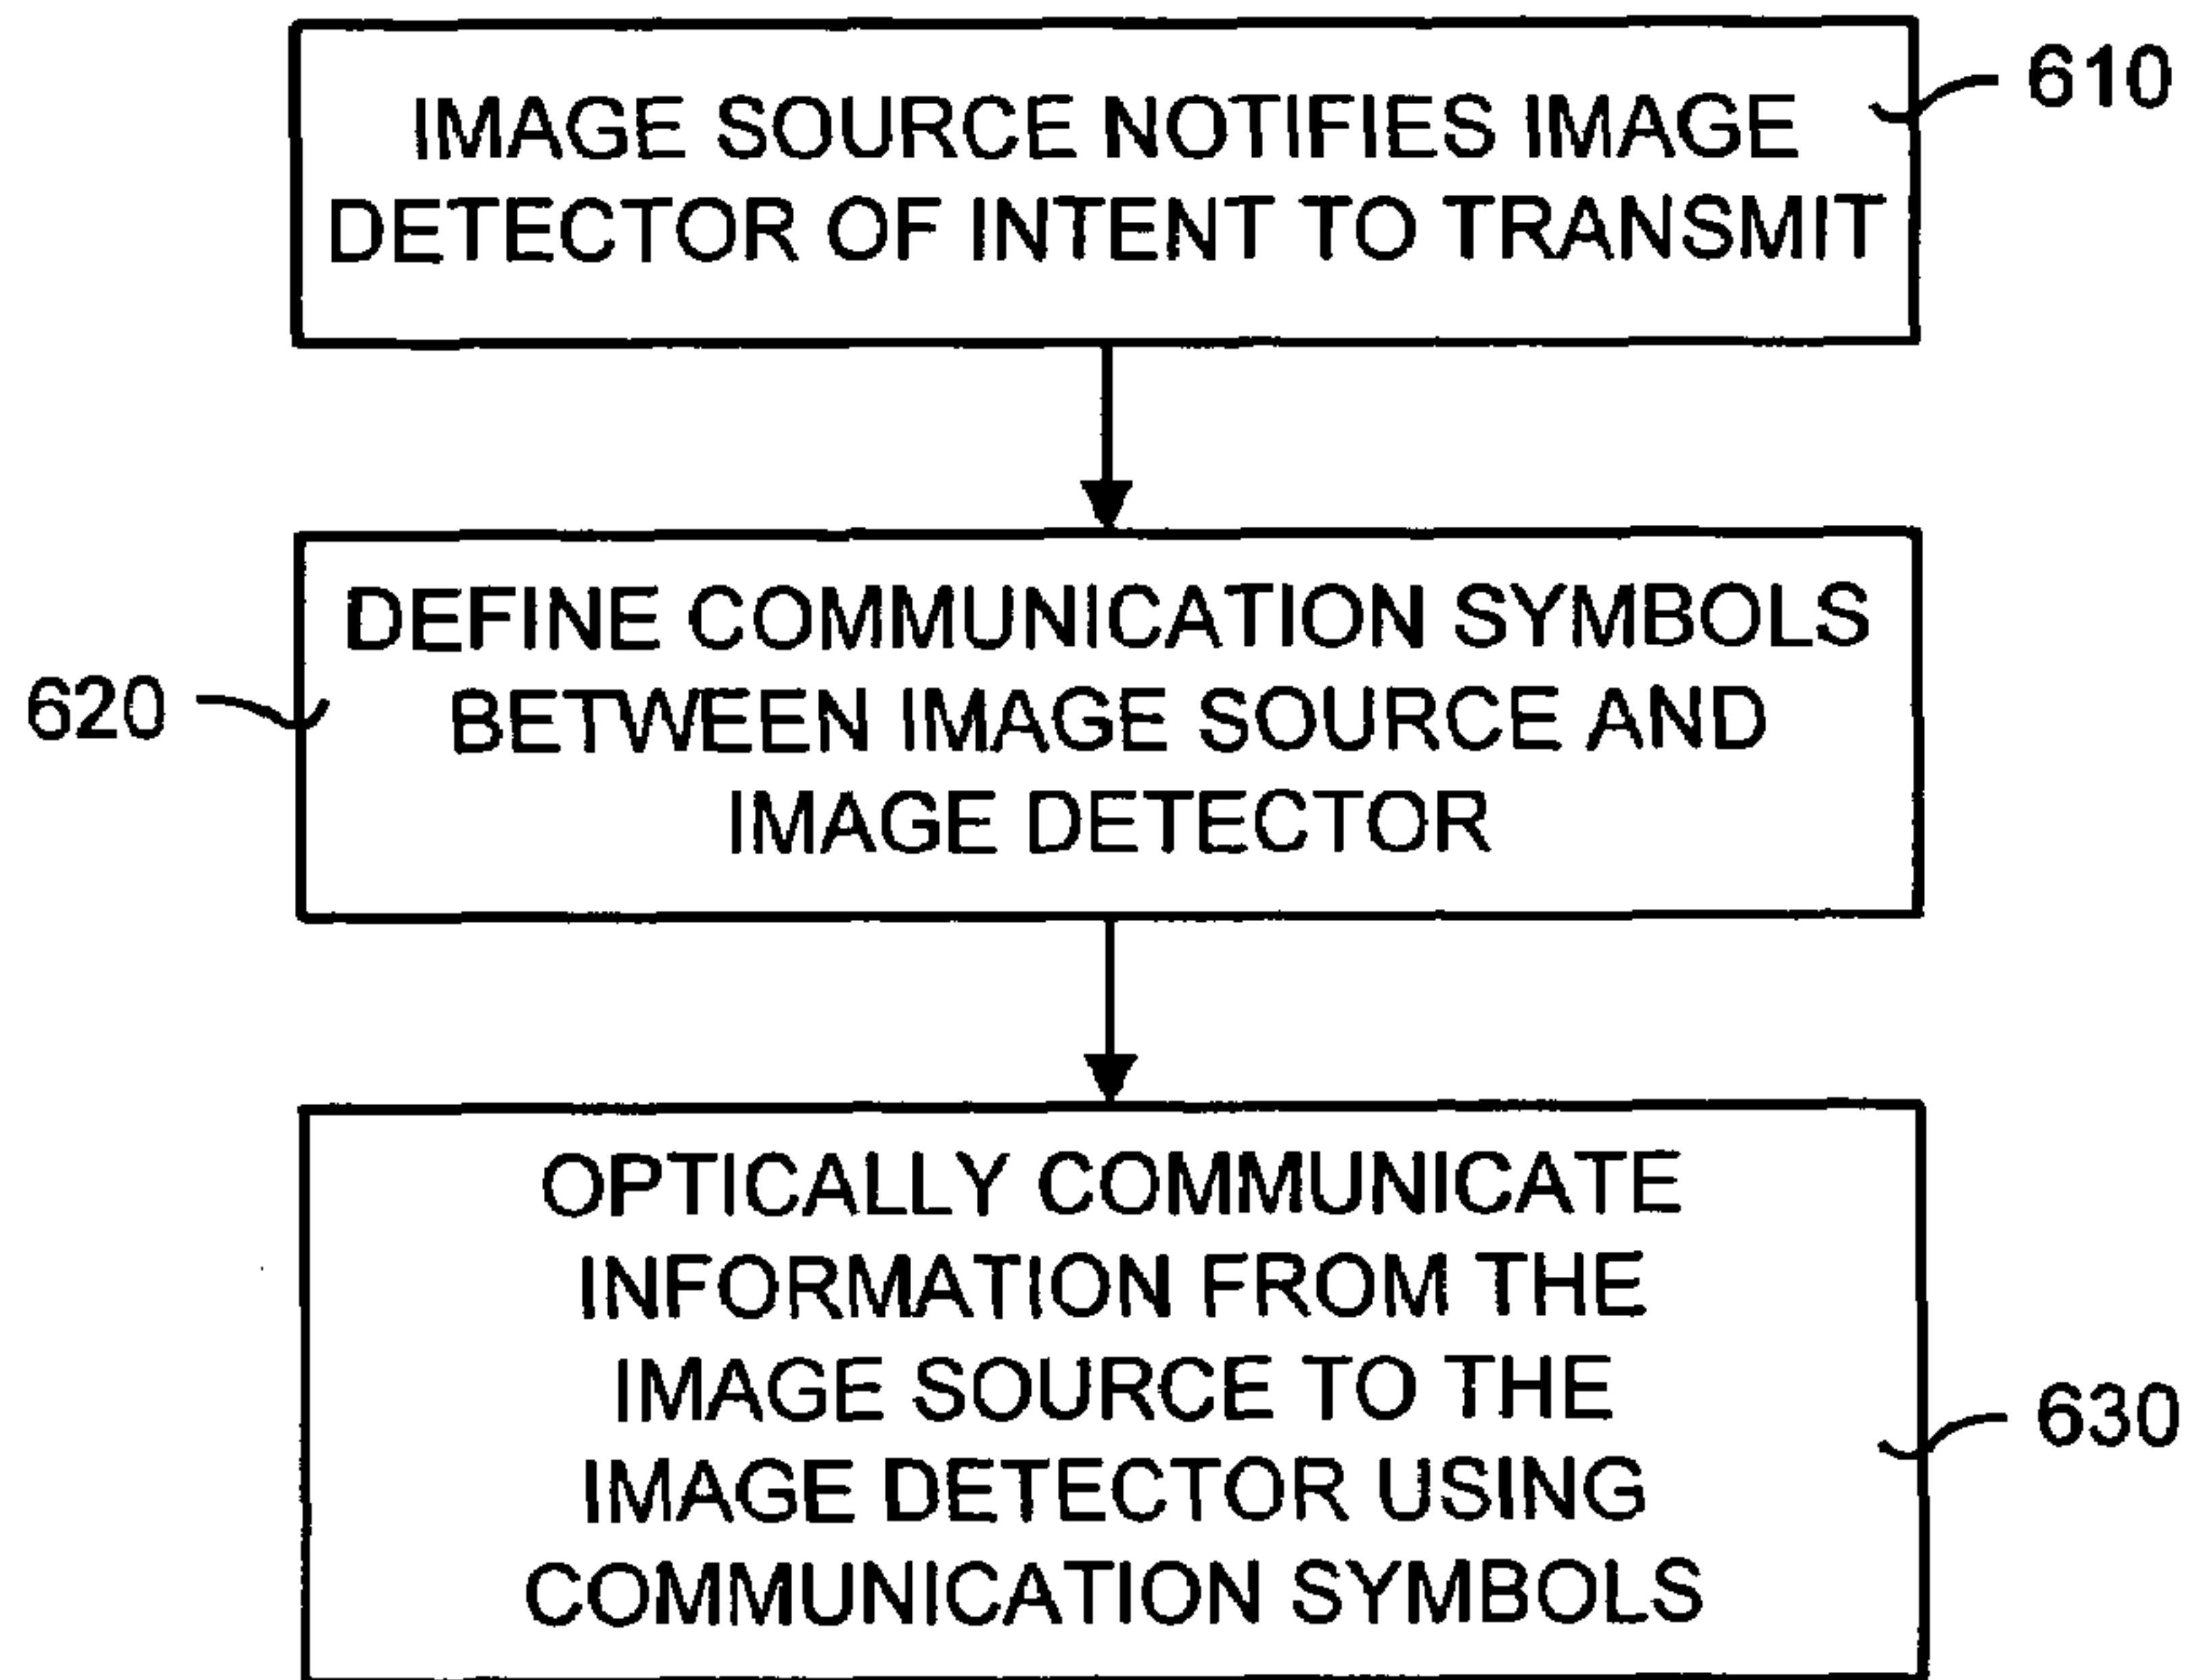 IMAGE SOURCE NOTIFIES IMAGE
DETECTOR OF INTENT TO TRANSMIT
610
DEFINE COMMUNICATION SYMBOLS
BETWEEN IMAGE SOURCE AND
IMAGE DETECTOR
620
OPTICALLY COMMUNICATE
INFORMATION FROM THE
IMAGE SOURCE TO THE
IMAGE DETECTOR USING
COMMUNICATION SYMBOLS
630